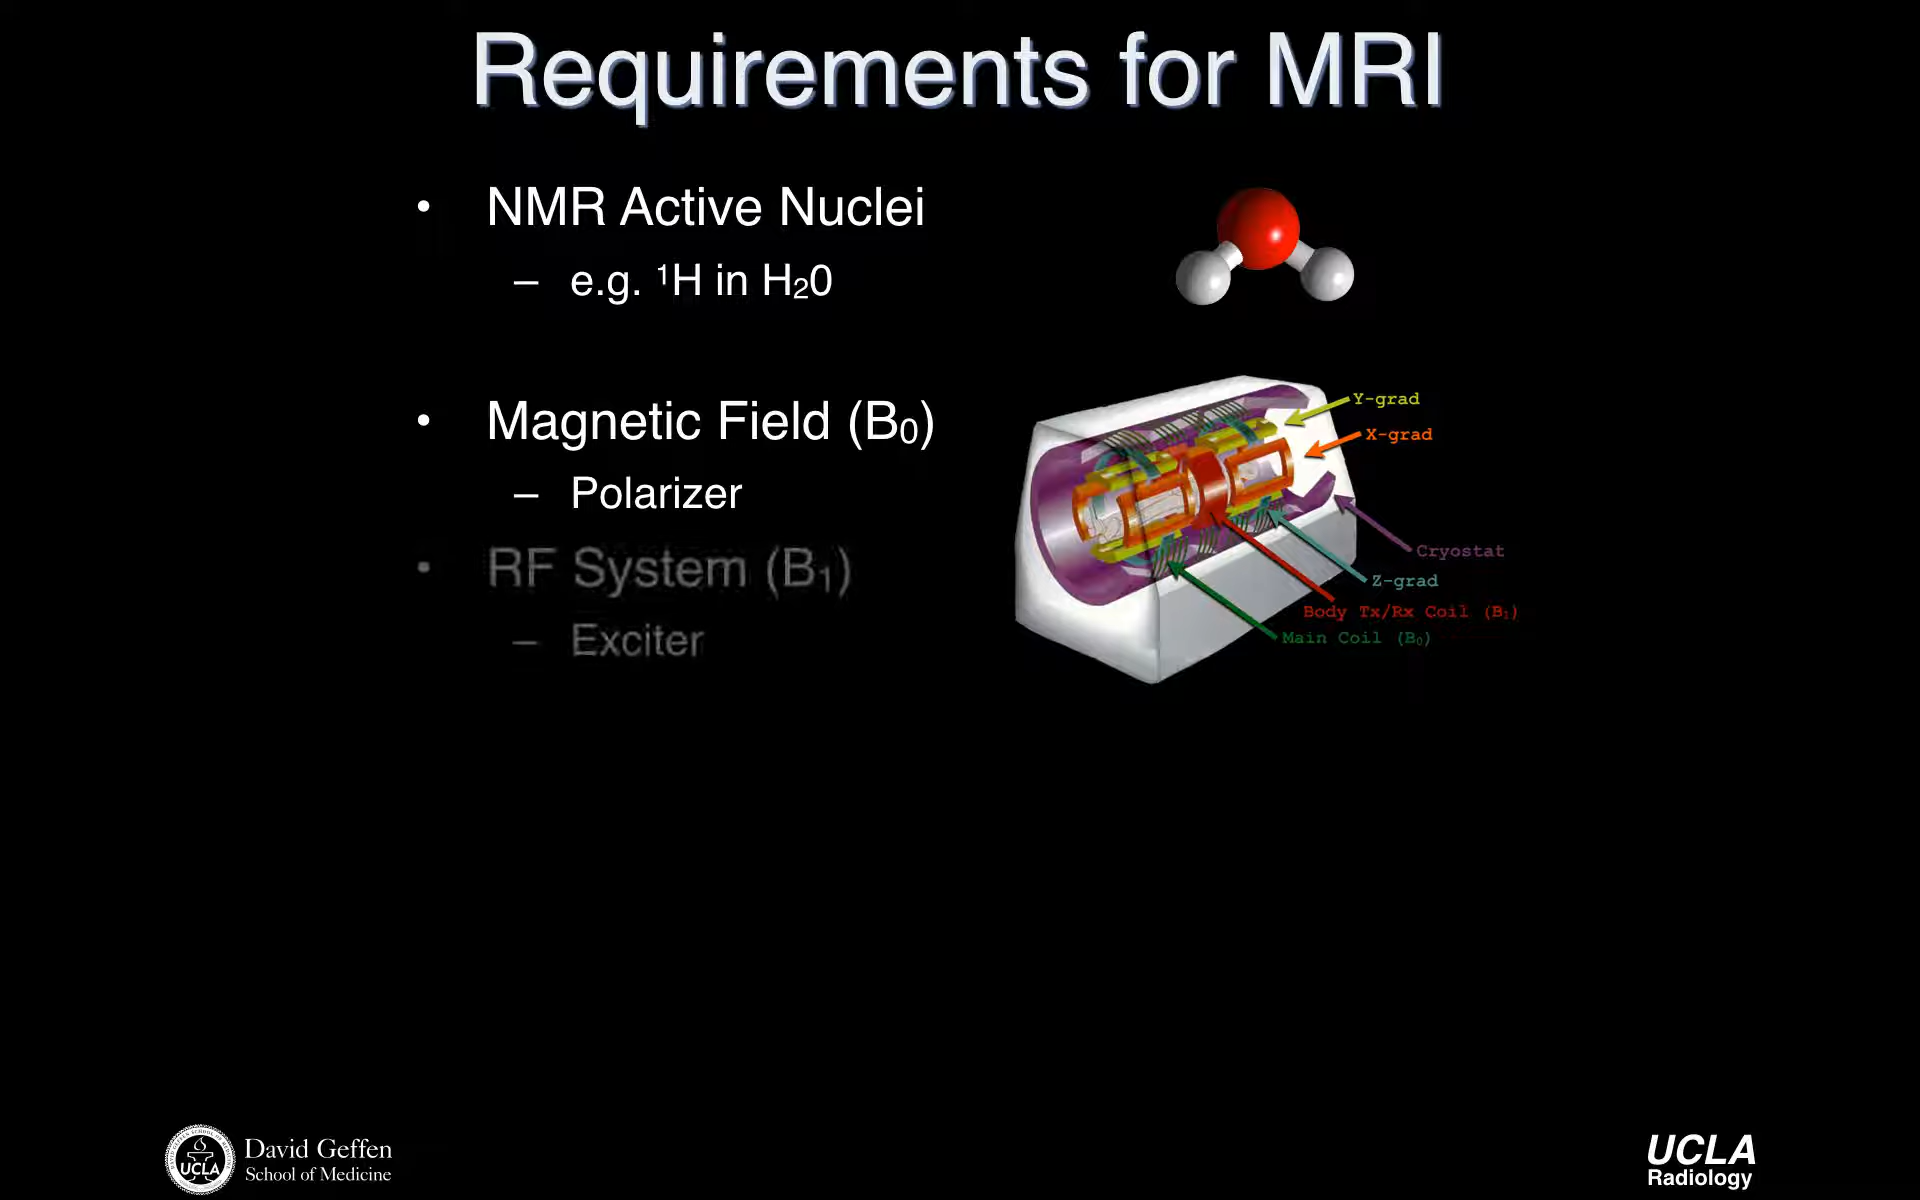 Requirements for MRI
• NMR Active Nuclei
– e.g. ¹H in H₂0
• Magnetic Field (B₀)
– Polarizer
• RF System (B₁)
– Exciter
Y-grad
X-grad
Cryostat
Z-grad
Body Tx/Rx Coil (B₁)
Main Coil (B₀)
UCLA
David Geffen
School of Medicine
UCLA
Radiology